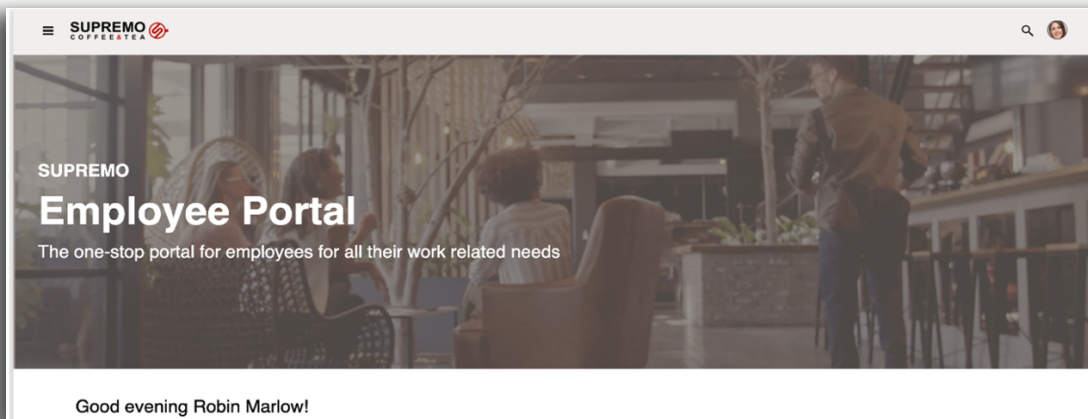 SUPREMO
COFFEE&TEA
SUPREMO
Employee Portal
The one-stop portal for employees for all their work related needs
Good evening Robin Marlow!